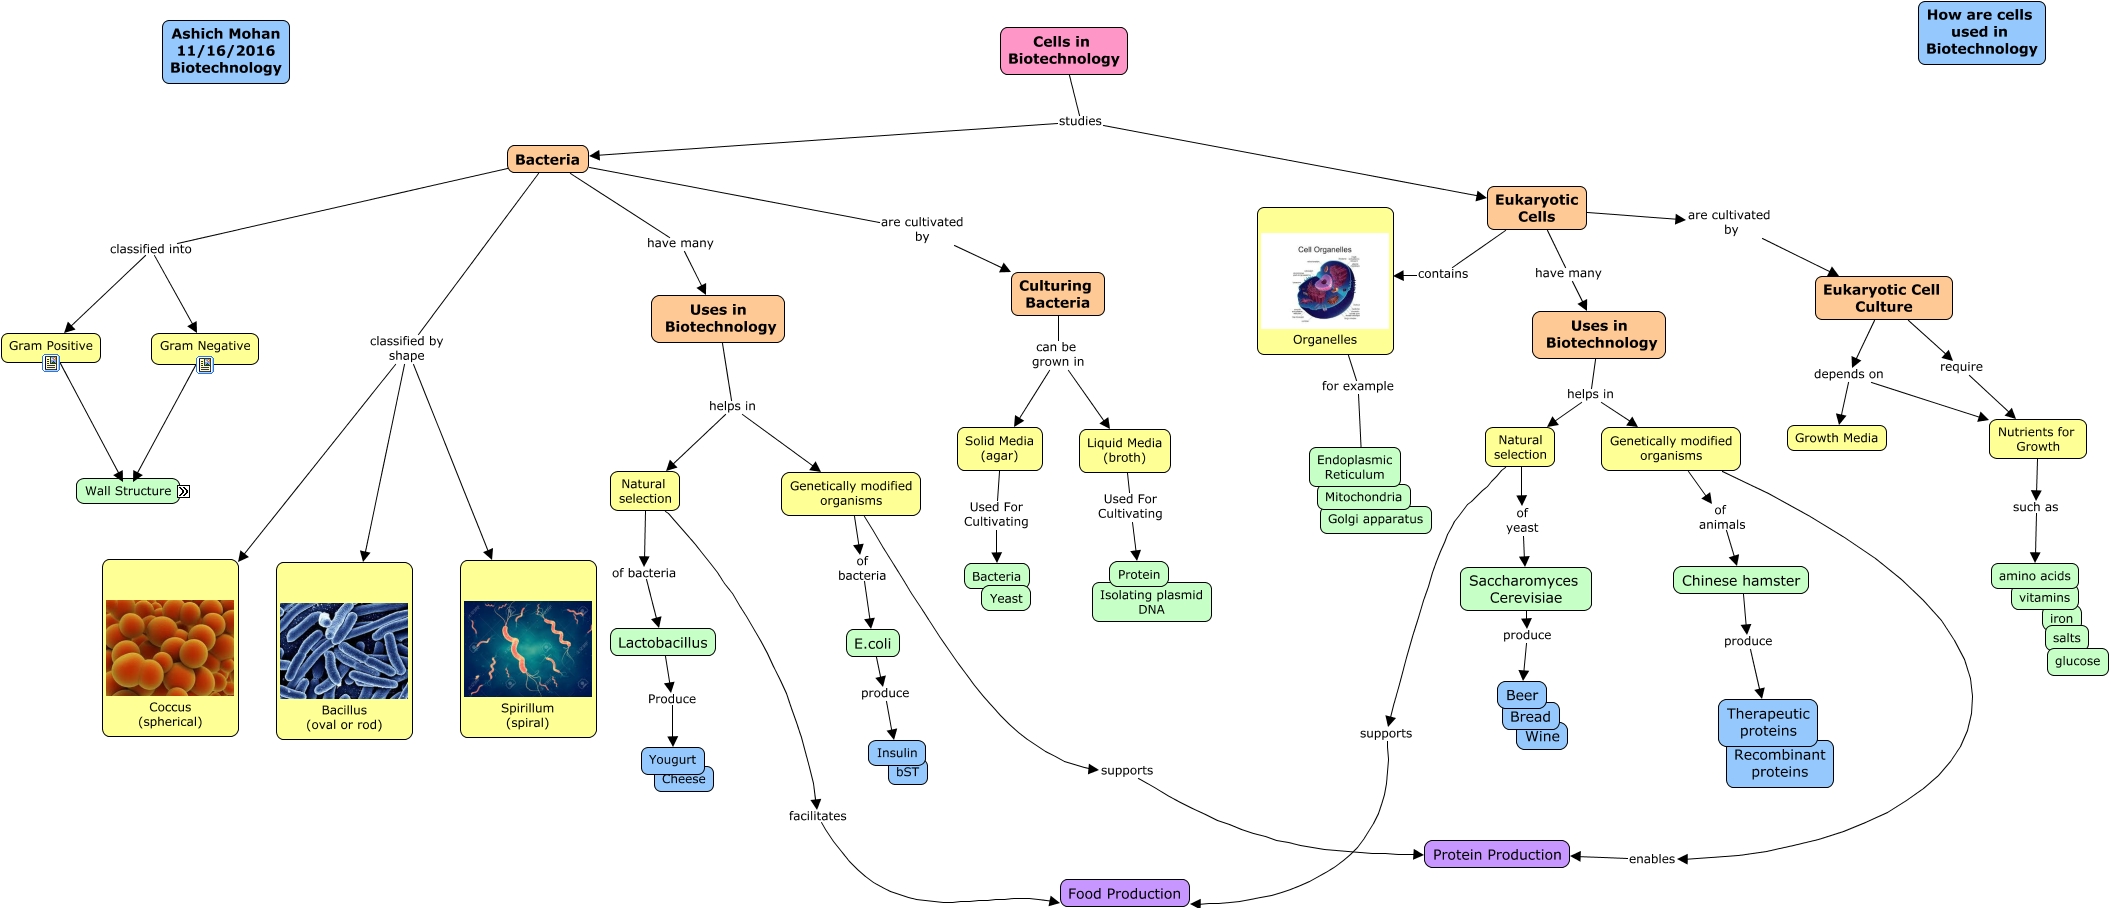 Ashich Mohan
11/16/2016
Biotechnology
Cells in
Biotechnology
How are cells
used in
Biotechnology
studies
Bacteria
Eukaryotic
Cells
classified into
Gram Positive
Gram Negative
Wall Structure
classified by
shape
Coccus
(spherical)
Bacillus
(oval or rod)
Spirillum
(spiral)
have many
Uses in
Biotechnology
helps in
Natural
selection
Genetically modified
organisms
of bacteria
Lactobacillus
Produce
Yougurt
Cheese
of
bacteria
E.coli
produce
Insulin
bST
facilitates
supports
are cultivated
by
Culturing
Bacteria
can be
grown in
Solid Media
(agar)
Liquid Media
(broth)
Used For
Cultivating
Used For
Cultivating
Bacteria
Yeast
Protein
Isolating plasmid
DNA
contains
Cell Organelles
Organelles
for example
Endoplasmic
Reticulum
Mitochondria
Golgi apparatus
have many
Uses in
Biotechnology
helps in
Natural
selection
Genetically modified
organisms
of
yeast
Saccharomyces
Cerevisiae
produce
Beer
Bread
Wine
of
animals
Chinese hamster
produce
Therapeutic
proteins
Recombinant
proteins
supports
enables
are cultivated
by
Eukaryotic Cell
Culture
depends on
require
Growth Media
Nutrients for
Growth
such as
amino acids
vitamins
iron
salts
glucose
Protein Production
Food Production